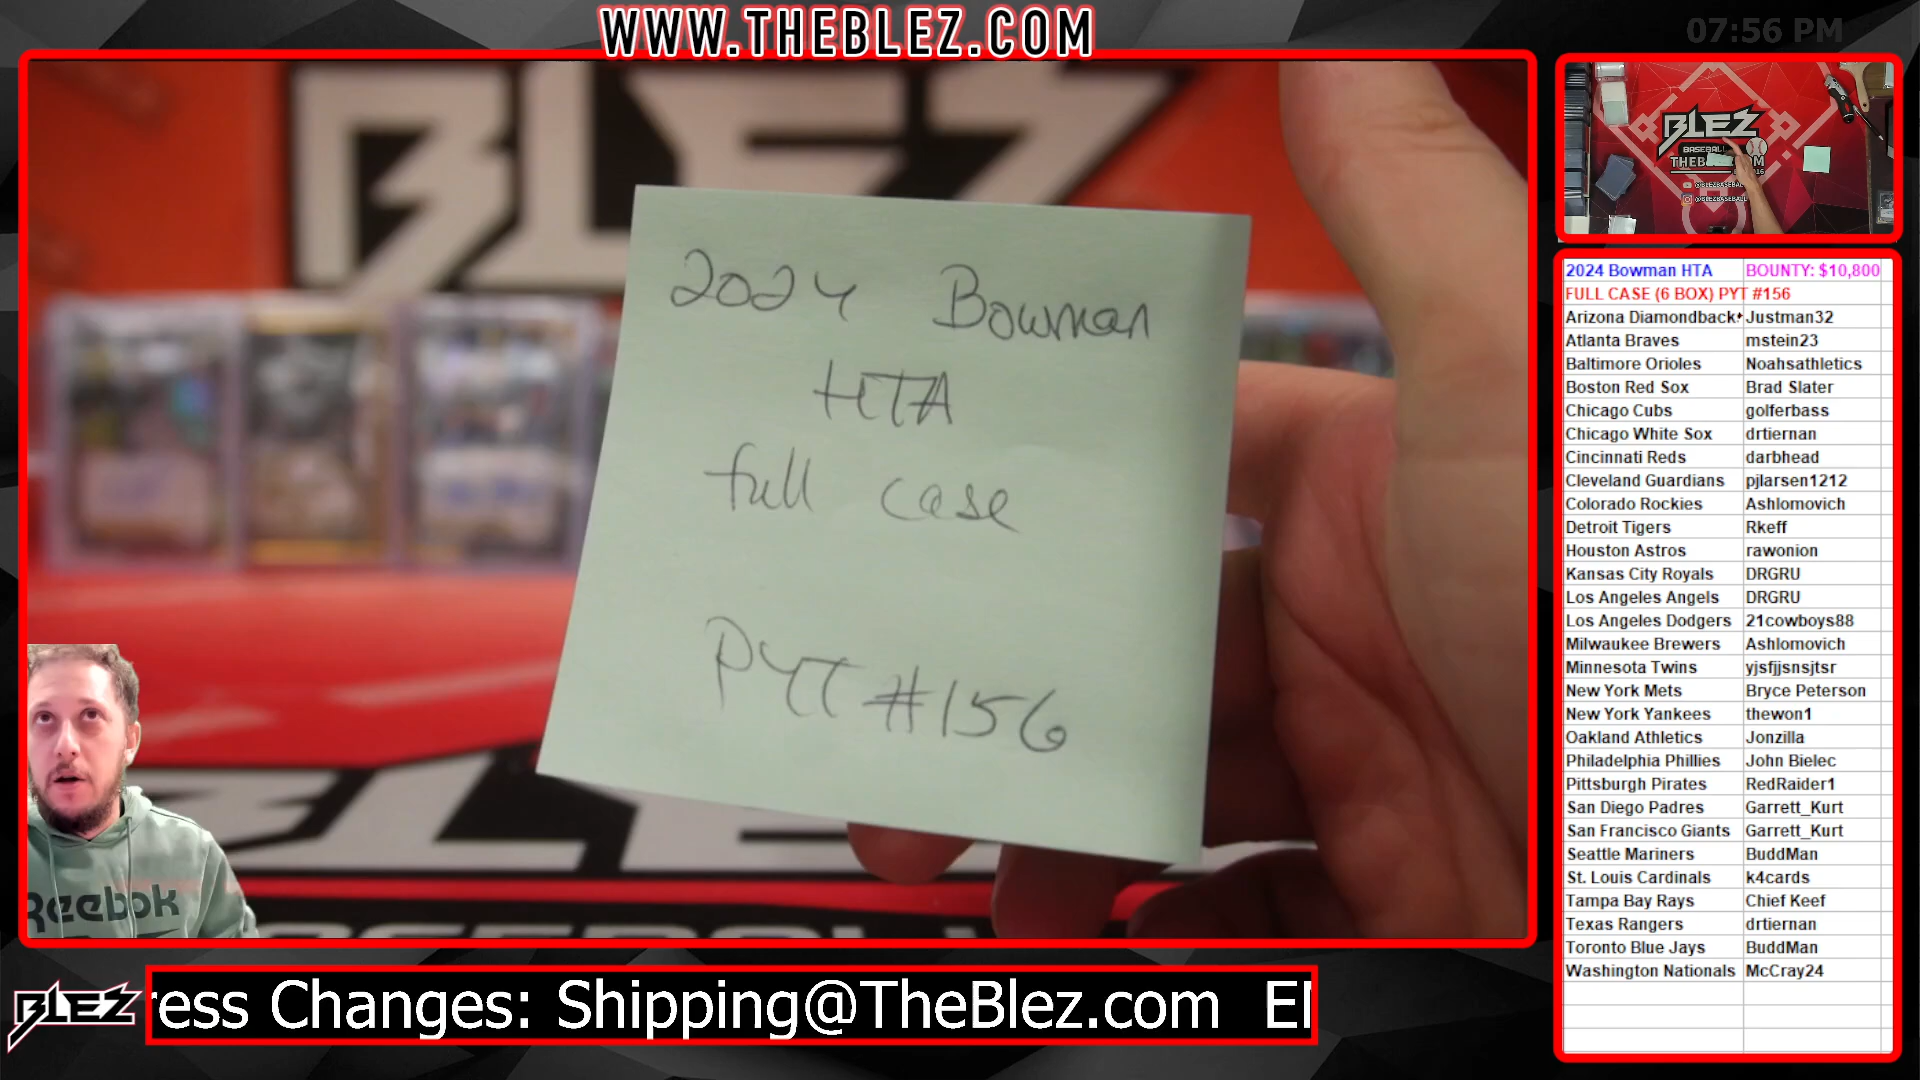 WWW.THEBLEZ.COM
07:56 PM
BLEZ
2024 Bowman
HTA
full case
PYT #156
Reebok
BLEZ
BASEBALL
@BLEZBASEBALL
@BLEZBASEBALL
2024 Bowman HTA BOUNTY: $10,800
FULL CASE (6 BOX) PYT #156
Arizona Diamondback Justman32
Atlanta Braves mstein23
Baltimore Orioles Noahsathletics
Boston Red Sox Brad Slater
Chicago Cubs golferbass
Chicago White Sox drtiernan
Cincinnati Reds darbhead
Cleveland Guardians pjlarsen1212
Colorado Rockies Ashlomovich
Detroit Tigers Rkeff
Houston Astros rawonion
Kansas City Royals DRGRU
Los Angeles Angels DRGRU
Los Angeles Dodgers 21cowboys88
Milwaukee Brewers Ashlomovich
Minnesota Twins yjsfjjsnsjtsr
New York Mets Bryce Peterson
New York Yankees thewon1
Oakland Athletics Jonzilla
Philadelphia Phillies John Bielec
Pittsburgh Pirates RedRaider1
San Diego Padres Garrett_Kurt
San Francisco Giants Garrett_Kurt
Seattle Mariners BuddMan
St. Louis Cardinals k4cards
Tampa Bay Rays Chief Keef
Texas Rangers drtiernan
Toronto Blue Jays BuddMan
Washington Nationals McCray24
BLEZ
ess Changes: Shipping@TheBlez.com